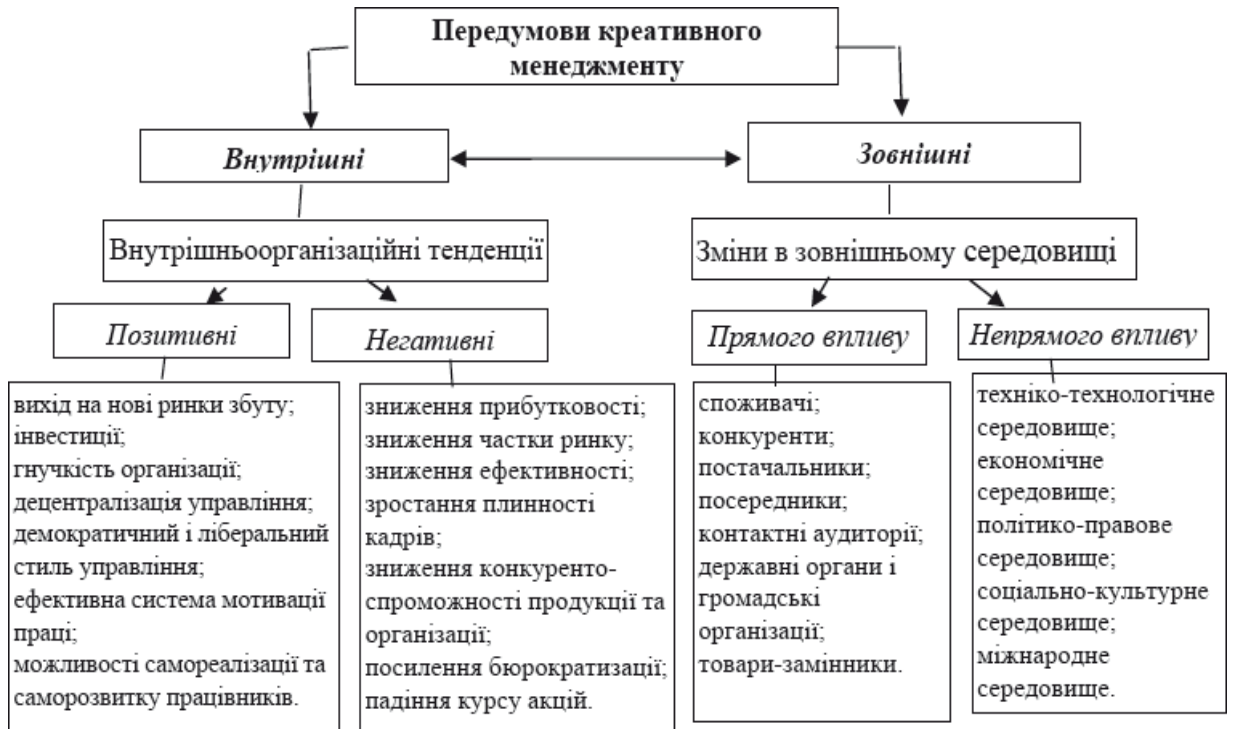 Передумови креативного
менеджменту
Внутрішні
Зовнішні
Внутрішньоорганізаційні тенденції
Зміни в зовнішньому середовищі
Позитивні
Негативні
Прямого впливу
Непрямого впливу
вихід на нові ринки збуту;
інвестиції;
гнучкість організації;
децентралізація управління;
демократичний і ліберальний
стиль управління;
ефективна система мотивації
праці;
можливості самореалізації та
саморозвитку працівників.
зниження прибутковості;
зниження частки ринку;
зниження ефективності;
зростання плинності
кадрів;
зниження конкуренто-
спроможності продукції та
організації;
посилення бюрократизації;
падіння курсу акцій.
споживачі;
конкуренти;
постачальники;
посередники;
контактні аудиторії;
державні органи і
громадські
організації;
товари-замінники.
техніко-технологічне
середовище;
економічне
середовище;
політико-правове
середовище;
соціально-культурне
середовище;
міжнародне
середовище.